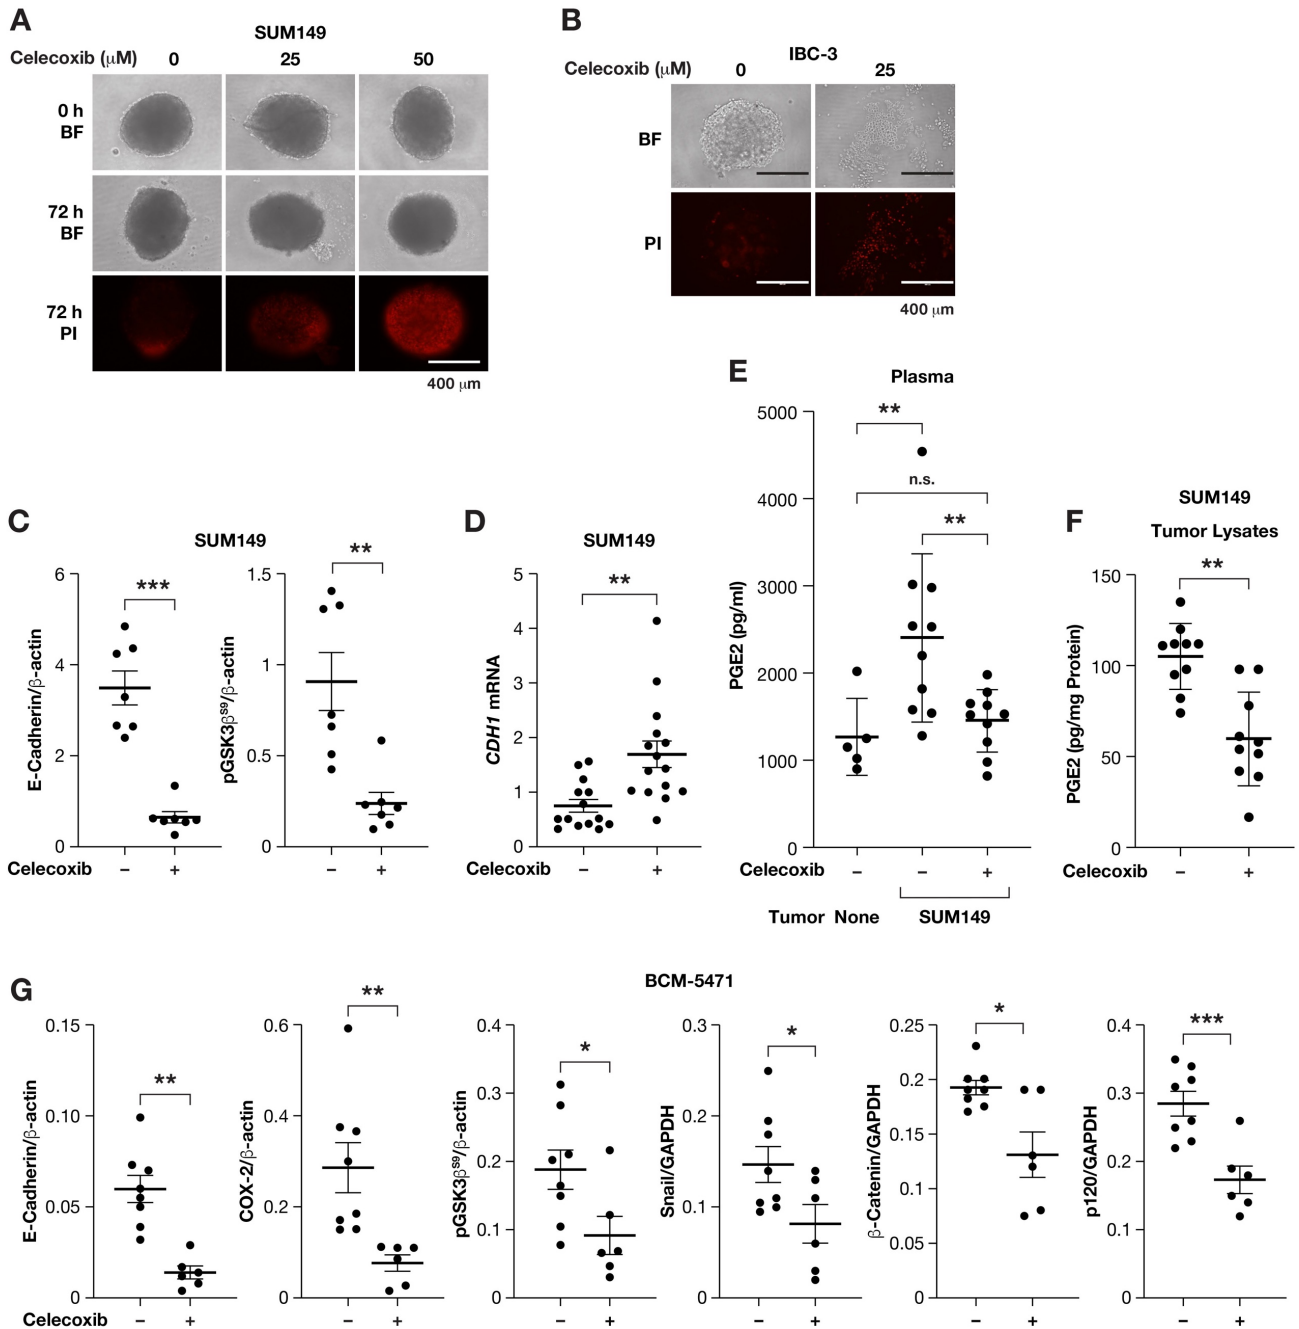 A
SUM149
Celecoxib (μM) 0 25 50
0 h
BF
72 h
BF
72 h
PI
400 μm
B
IBC-3
Celecoxib (μM) 0 25
BF
PI
400 μm
C
SUM149
E-Cadherin/β-actin
6
4
2
0
***
Celecoxib − +
pGSK3βS9/β-actin
1.5
1
0.5
0
**
− +
D
SUM149
CDH1 mRNA
5
4
3
2
1
0
**
Celecoxib − +
E
Plasma
PGE2 (pg/ml)
5000
4000
3000
2000
1000
0
**
n.s.
**
Celecoxib − − +
Tumor None SUM149
F
SUM149
Tumor Lysates
PGE2 (pg/mg Protein)
150
100
50
0
**
Celecoxib − +
G
BCM-5471
E-Cadherin/β-actin
0.15
0.10
0.05
0
**
Celecoxib − +
COX-2/β-actin
0.6
0.4
0.2
0
**
− +
pGSK3βS9/β-actin
0.4
0.3
0.2
0.1
0
*
− +
Snail/GAPDH
0.3
0.2
0.1
0
*
− +
β-Catenin/GAPDH
0.25
0.2
0.15
0.1
0.05
0
*
− +
p120/GAPDH
0.4
0.3
0.2
0.1
0
***
− +